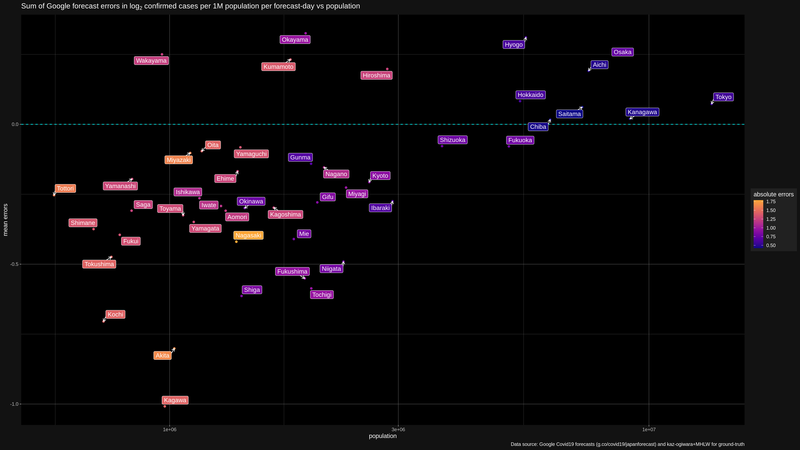 Sum of Google forecast errors in log2 confirmed cases per 1M population per forecast-day vs population
Okayama
Hyogo
Osaka
Wakayama
Kumamoto
Aichi
Hiroshima
Hokkaido
Tokyo
Saitama
Kanagawa
0.0
Chiba
Shizuoka
Fukuoka
Oita
Miyazaki
Yamaguchi
Gunma
Nagano
Kyoto
Ehime
Tottori
Yamanashi
Ishikawa
Miyagi
Gifu
Okinawa
Saga
Iwate
Toyama
Ibaraki
Aomori
Kagoshima
Shimane
Yamagata
Nagasaki
Mie
Fukui
Tokushima
-0.5
Fukushima
Niigata
Shiga
Tochigi
Kochi
Akita
Kagawa
-1.0
mean errors
absolute errors
1.75
1.50
1.25
1.00
0.75
0.50
1e+06
3e+06
1e+07
population
Data source: Google Covid19 forecasts (g.co/covid19/japanforecast) and kaz-ogiwara+MHLW for ground-truth